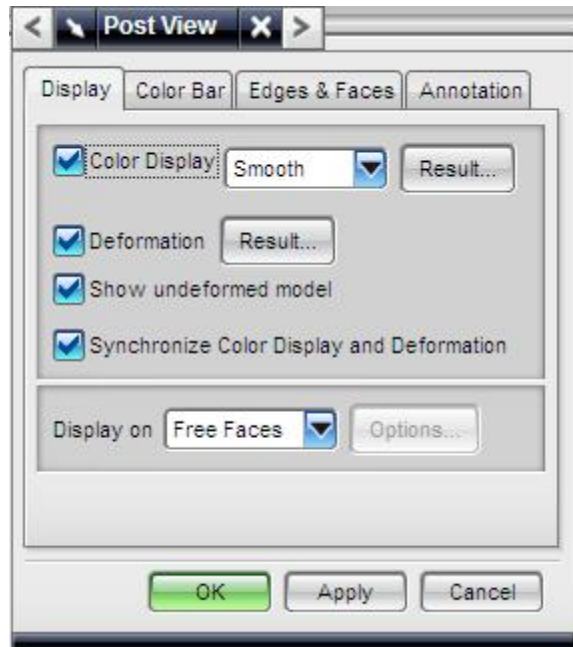 Post View
Display Color Bar Edges & Faces Annotation
Color Display Smooth Result...
Deformation Result...
Show undeformed model
Synchronize Color Display and Deformation
Display on Free Faces Options...
OK Apply Cancel